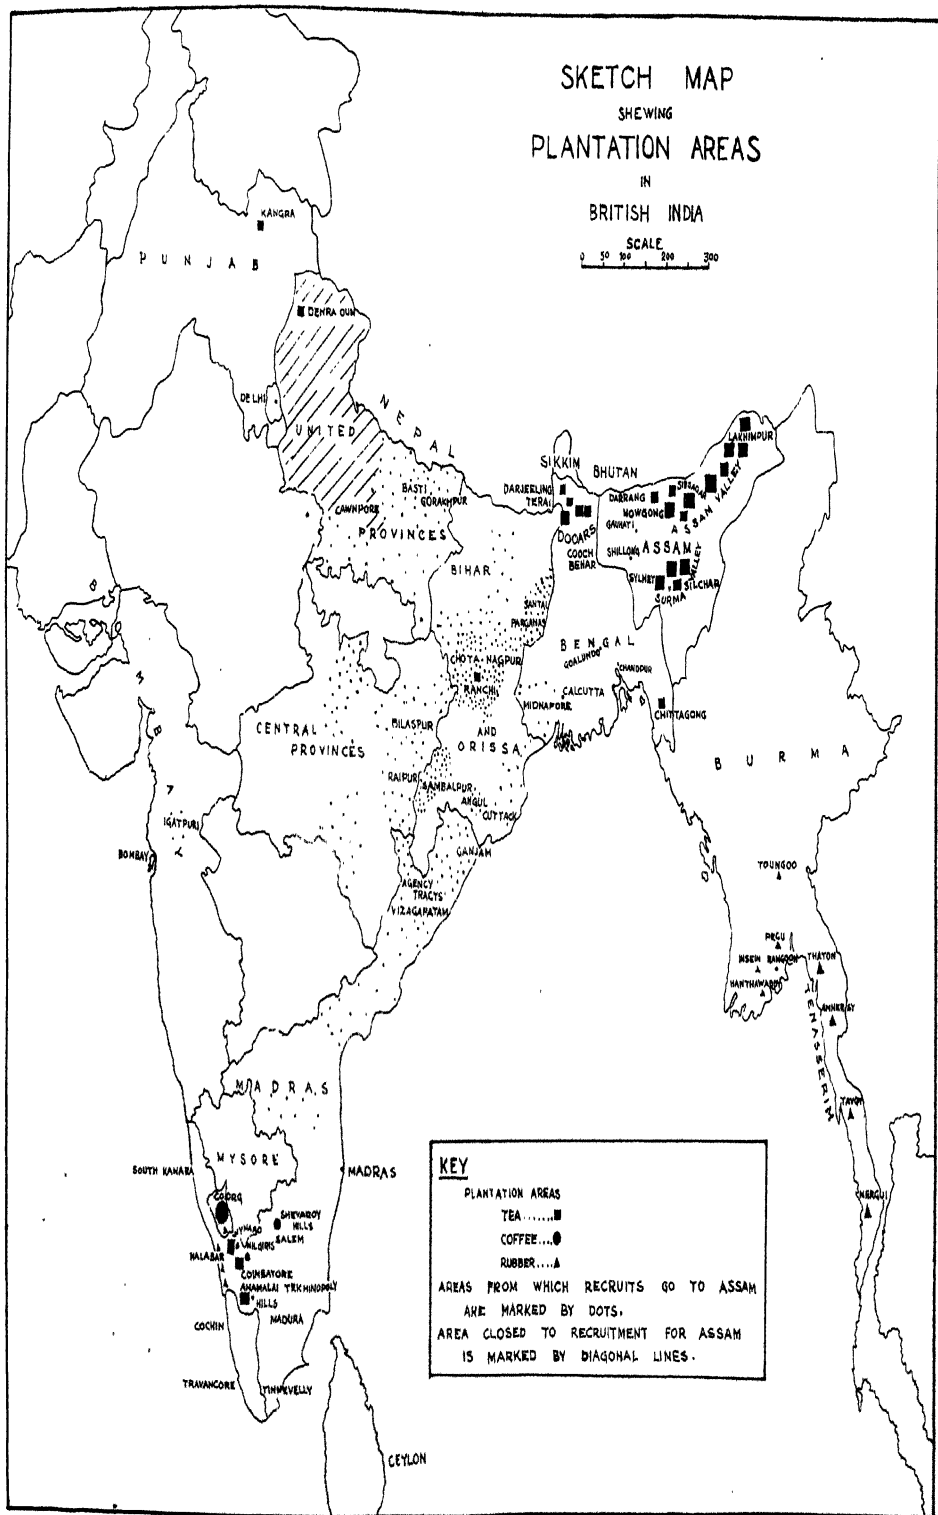 SKETCH MAP
SHEWING
PLANTATION AREAS
IN
BRITISH INDIA
SCALE
0 50 100 200 300
KANGRA
PUNJAB
DEHRA DUN
DELHI
NEPAL
UNITED
PROVINCES
BASTI
GORAKHPUR
CAWNPORE
SIKKIM
BHUTAN
DARJEELING
TERAI
DOOARS
COOCH
BEHAR
LAKHIMPUR
SIBSAGAR
DARRANG
NOWGONG
GAUHATI
ASSAM VALLEY
SHILLONG
ASSAM
SYLHET
SILCHAR
SURMA VALLEY
BIHAR
SANTAL
PARGANAS
BENGAL
GOALUNDO
CHANDPUR
CHOTA-NAGPUR
RANCHI
MIDNAPORE
CALCUTTA
CHITTAGONG
CENTRAL
PROVINCES
BILASPUR
AND
ORISSA
RAIPUR
SAMBALPUR
ANGUL
CUTTACK
GANJAM
AGENCY
TRACTS
VIZAGAPATAM
BOMBAY
IGATPURI
BOMBAY
BURMA
TOUNGOO
PEGU
INSEIN
RANGOON
THATON
HANTHAWADDY
AMHERST
TENASSERIM
TAVOY
MERGUI
MADRAS
MYSORE
SOUTH KANARA
MADRAS
COORG
SHEVAROY
HILLS
SALEM
WYNAAD
NILGIRIS
MALABAR
COIMBATORE
ANAMALAI
HILLS
TRICHINOPOLY
COCHIN
MADURA
TRAVANCORE
TINNEVELLY
CEYLON
KEY
PLANTATION AREAS
TEA.......■
COFFEE...●
RUBBER....▲
AREAS FROM WHICH RECRUITS GO TO ASSAM
ARE MARKED BY DOTS.
AREA CLOSED TO RECRUITMENT FOR ASSAM
IS MARKED BY DIAGONAL LINES.